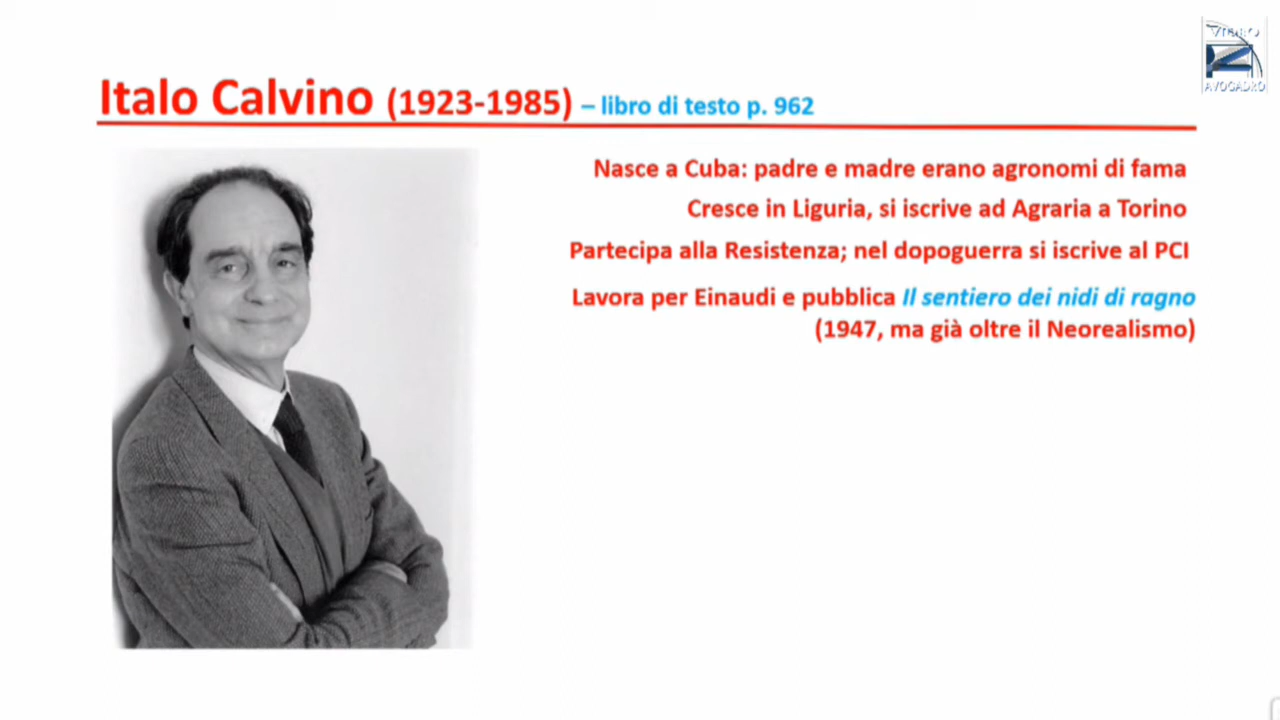 VIDEO
AVOGADRO
Italo Calvino (1923-1985) – libro di testo p. 962
Nasce a Cuba: padre e madre erano agronomi di fama
Cresce in Liguria, si iscrive ad Agraria a Torino
Partecipa alla Resistenza; nel dopoguerra si iscrive al PCI
Lavora per Einaudi e pubblica Il sentiero dei nidi di ragno
(1947, ma già oltre il Neorealismo)